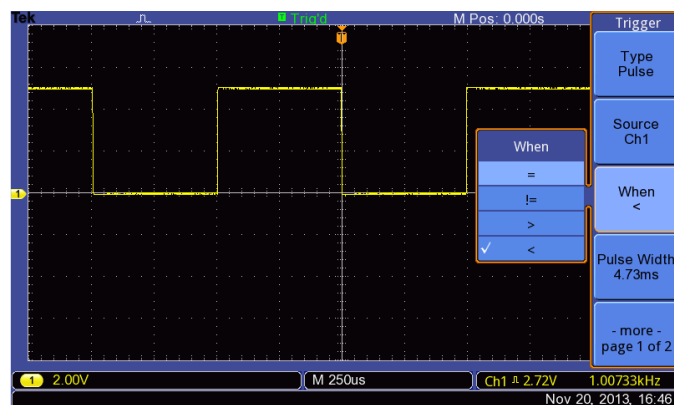 Tek
T Trig'd
M Pos: 0.000s
Trigger
T
Type
Pulse
Source
Ch1
When
=
!=
>
✓ <
When
<
1
Pulse Width
4.73ms
- more -
page 1 of 2
1 2.00V
M 250us
Ch1 2.72V
1.00733kHz
Nov 20, 2013, 16:46